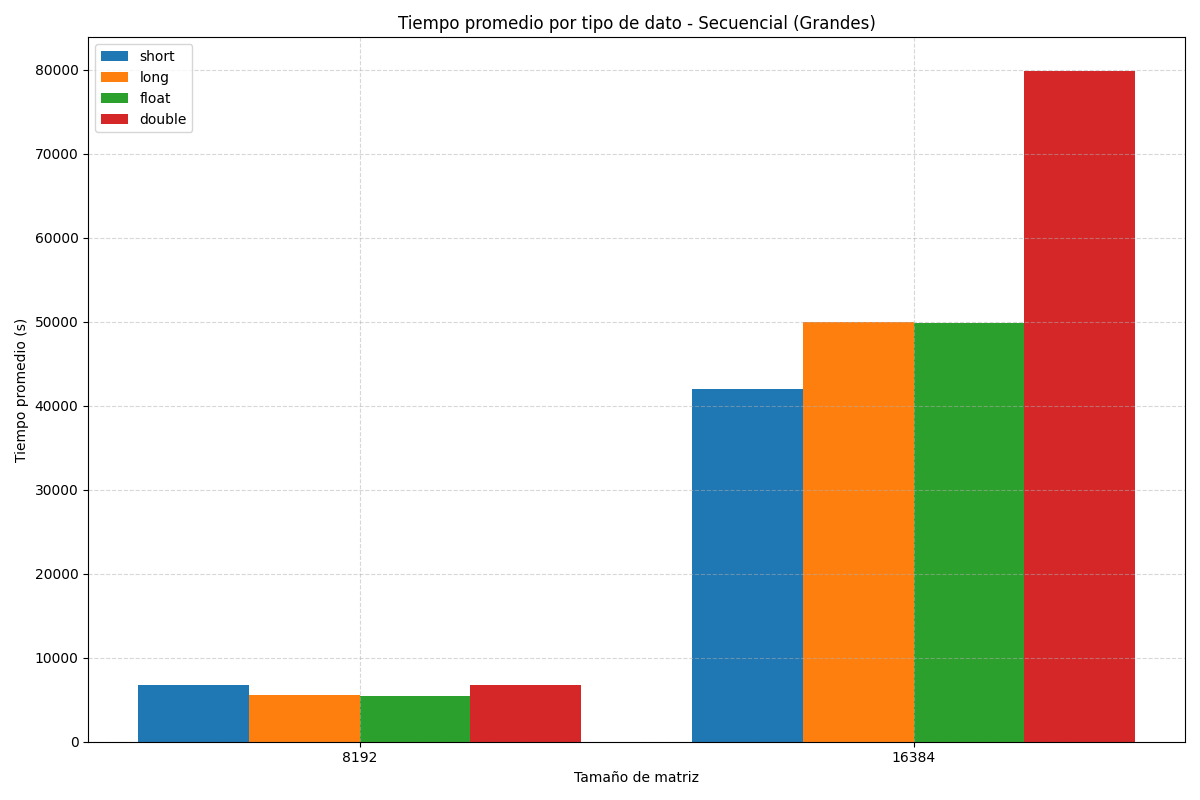 Tiempo promedio por tipo de dato - Secuencial (Grandes)
short
long
float
double
Tiempo promedio (s)
80000
70000
60000
50000
40000
30000
20000
10000
0
8192
16384
Tamaño de matriz